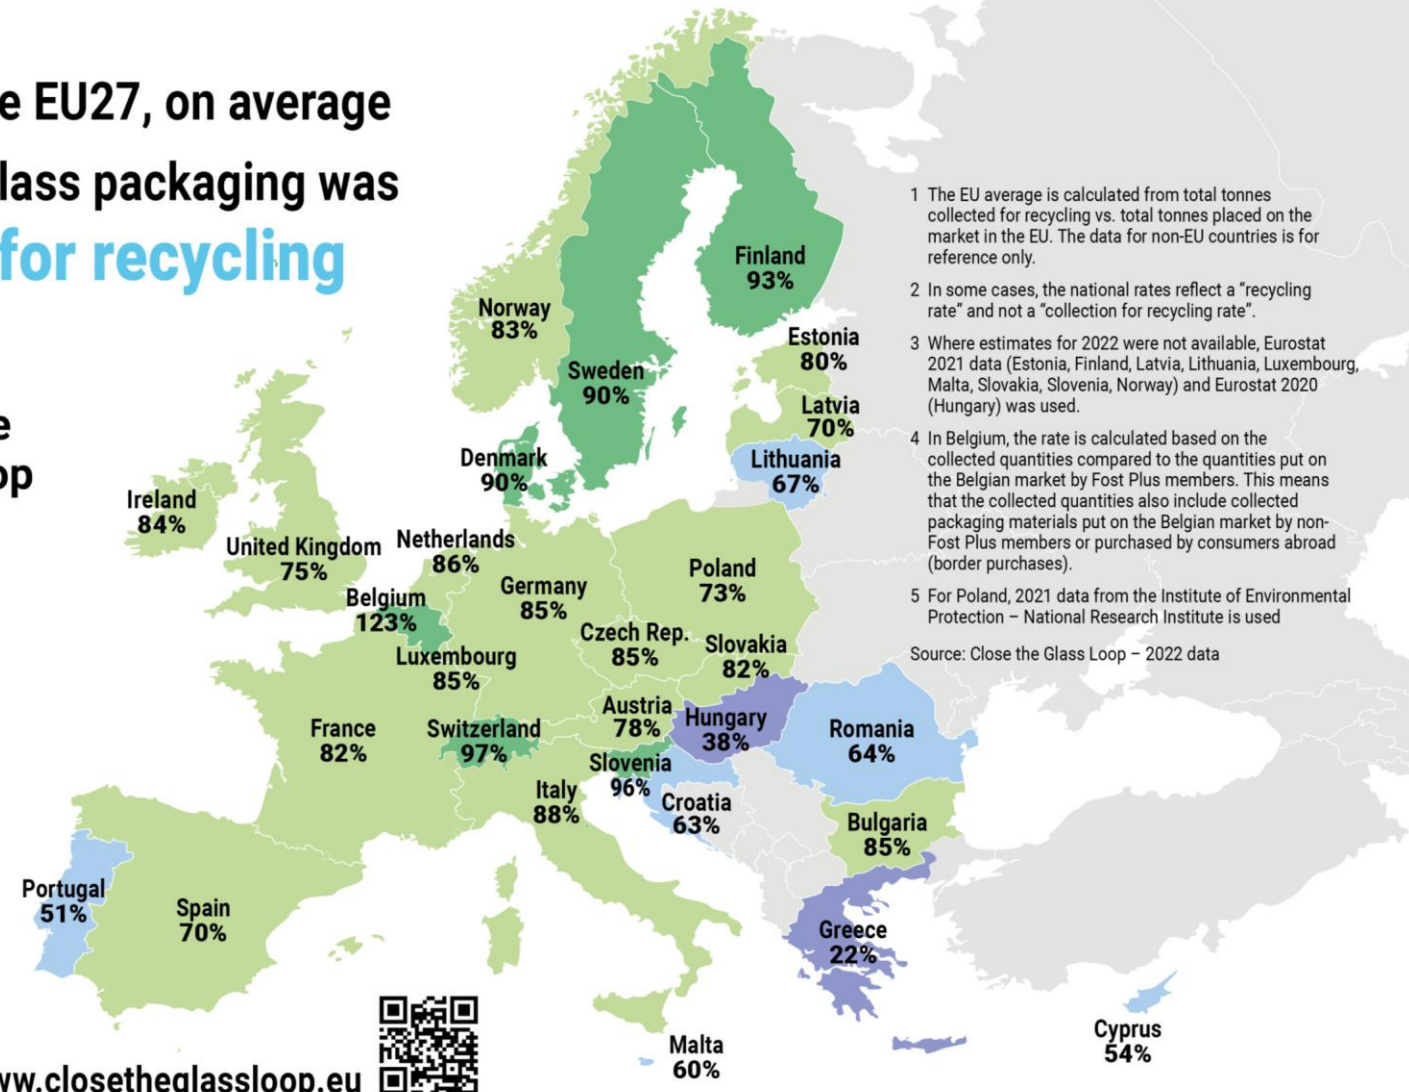 e EU27, on average
lass packaging was
for recycling
e
op
Finland
93%
Norway
83%
Sweden
90%
Estonia
80%
Latvia
70%
Lithuania
67%
Denmark
90%
Ireland
84%
United Kingdom
75%
Netherlands
86%
Belgium
123%
Germany
85%
Poland
73%
Czech Rep.
85%
Slovakia
82%
Luxembourg
85%
France
82%
Switzerland
97%
Austria
78%
Hungary
38%
Romania
64%
Slovenia
96%
Italy
88%
Croatia
63%
Bulgaria
85%
Portugal
51%
Spain
70%
Greece
22%
Malta
60%
Cyprus
54%
1 The EU average is calculated from total tonnes
collected for recycling vs. total tonnes placed on the
market in the EU. The data for non-EU countries is for
reference only.
2 In some cases, the national rates reflect a “recycling
rate” and not a “collection for recycling rate”.
3 Where estimates for 2022 were not available, Eurostat
2021 data (Estonia, Finland, Latvia, Lithuania, Luxembourg,
Malta, Slovakia, Slovenia, Norway) and Eurostat 2020
(Hungary) was used.
4 In Belgium, the rate is calculated based on the
collected quantities compared to the quantities put on
the Belgian market by Fost Plus members. This means
that the collected quantities also include collected
packaging materials put on the Belgian market by non-
Fost Plus members or purchased by consumers abroad
(border purchases).
5 For Poland, 2021 data from the Institute of Environmental
Protection – National Research Institute is used
Source: Close the Glass Loop – 2022 data
ww.closetheglassloop.eu